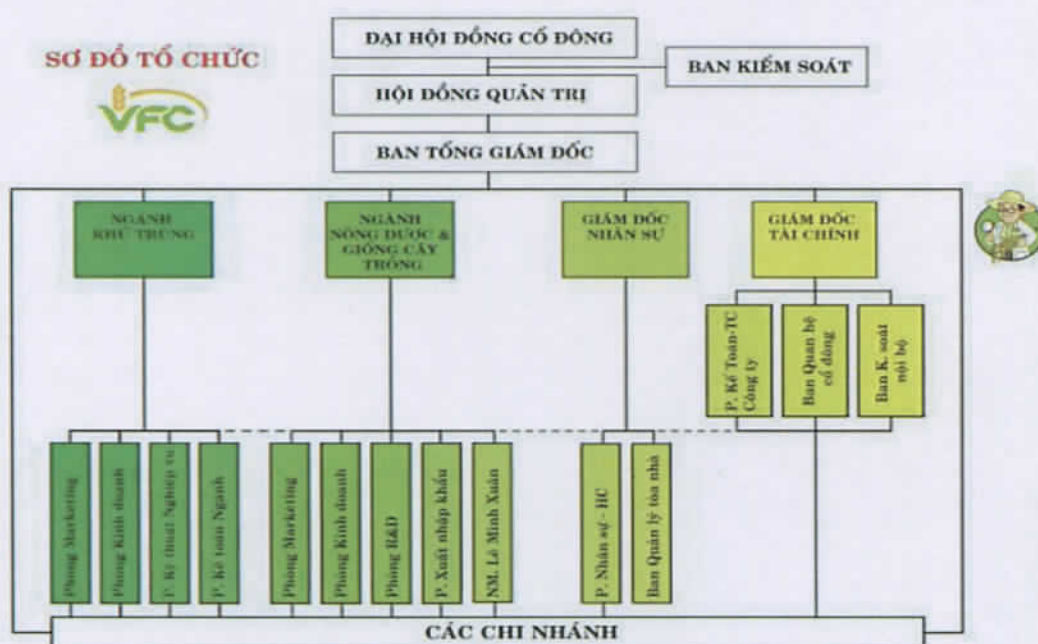 ĐẠI HỘI ĐỒNG CỔ ĐÔNG
SƠ ĐỒ TỔ CHỨC
BAN KIỂM SOÁT
VFC
HỘI ĐỒNG QUẢN TRỊ
BAN TỔNG GIÁM ĐỐC
NGÀNH
KHỬ TRÙNG
NGÀNH
NÔNG DƯỢC &
GIỐNG CÂY
TRỒNG
GIÁM ĐỐC
NHÂN SỰ
GIÁM ĐỐC
TÀI CHÍNH
P. Kế Toán-TC
Công ty
Ban Quan hệ
cổ đông
Ban K. soát
nội bộ
Phòng Marketing
Phòng Kinh doanh
P. Kĩ thuật Nghiệp vụ
P. Kế toán Ngành
Phòng Marketing
Phòng Kinh doanh
Phòng R&D
P. Xuất nhập khẩu
NM. Lê Minh Xuân
P. Nhân sự - HC
Ban Quản lý tòa nhà
CÁC CHI NHÁNH